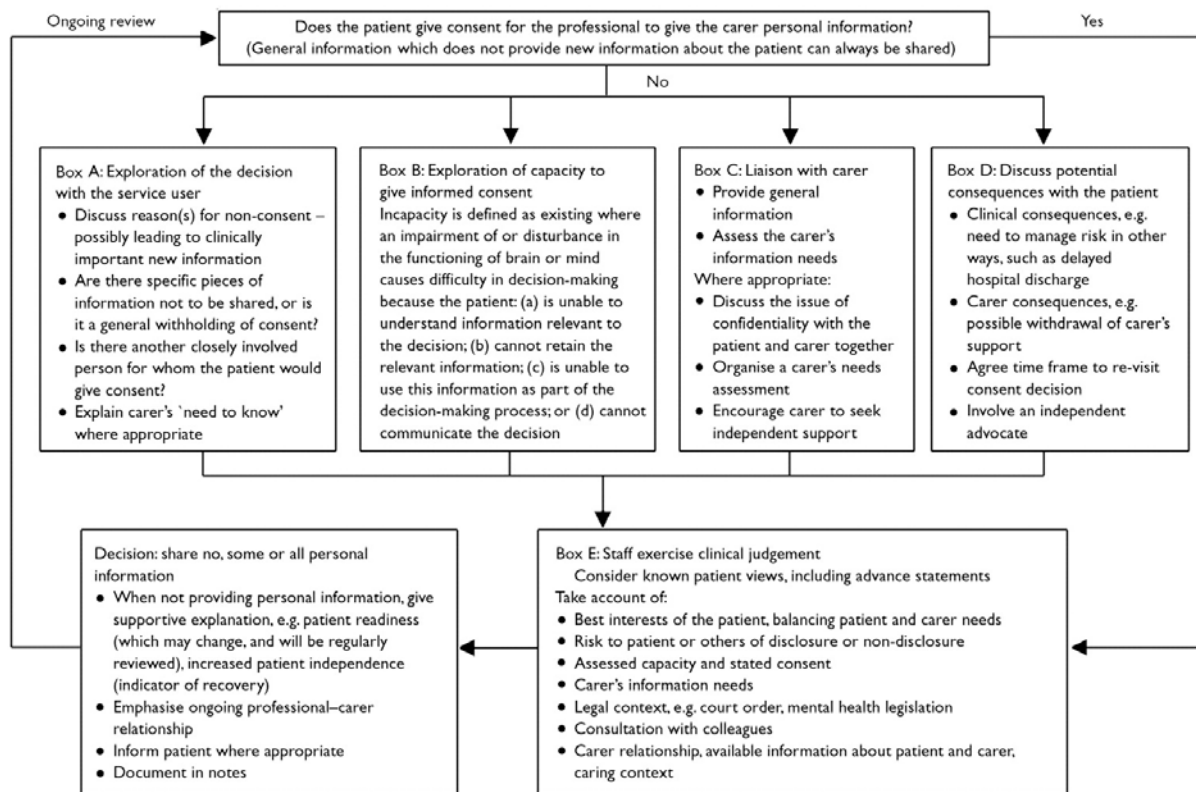 Ongoing review
Does the patient give consent for the professional to give the carer personal information?
(General information which does not provide new information about the patient can always be shared)
Yes
No
Box A: Exploration of the decision
with the service user
● Discuss reason(s) for non-consent –
possibly leading to clinically
important new information
● Are there specific pieces of
information not to be shared, or is
it a general withholding of consent?
● Is there another closely involved
person for whom the patient would
give consent?
● Explain carer's `need to know'
where appropriate
Box B: Exploration of capacity to
give informed consent
Incapacity is defined as existing where
an impairment of or disturbance in
the functioning of brain or mind
causes difficulty in decision-making
because the patient: (a) is unable to
understand information relevant to
the decision; (b) cannot retain the
relevant information; (c) is unable to
use this information as part of the
decision-making process; or (d) cannot
communicate the decision
Box C: Liaison with carer
● Provide general
information
● Assess the carer's
information needs
Where appropriate:
● Discuss the issue of
confidentiality with the
patient and carer together
● Organise a carer's needs
assessment
● Encourage carer to seek
independent support
Box D: Discuss potential
consequences with the patient
● Clinical consequences, e.g.
need to manage risk in other
ways, such as delayed
hospital discharge
● Carer consequences, e.g.
possible withdrawal of carer's
support
● Agree time frame to re-visit
consent decision
● Involve an independent
advocate
Decision: share no, some or all personal
information
● When not providing personal information, give
supportive explanation, e.g. patient readiness
(which may change, and will be regularly
reviewed), increased patient independence
(indicator of recovery)
● Emphasise ongoing professional–carer
relationship
● Inform patient where appropriate
● Document in notes
Box E: Staff exercise clinical judgement
Consider known patient views, including advance statements
Take account of:
● Best interests of the patient, balancing patient and carer needs
● Risk to patient or others of disclosure or non-disclosure
● Assessed capacity and stated consent
● Carer's information needs
● Legal context, e.g. court order, mental health legislation
● Consultation with colleagues
● Carer relationship, available information about patient and carer,
caring context